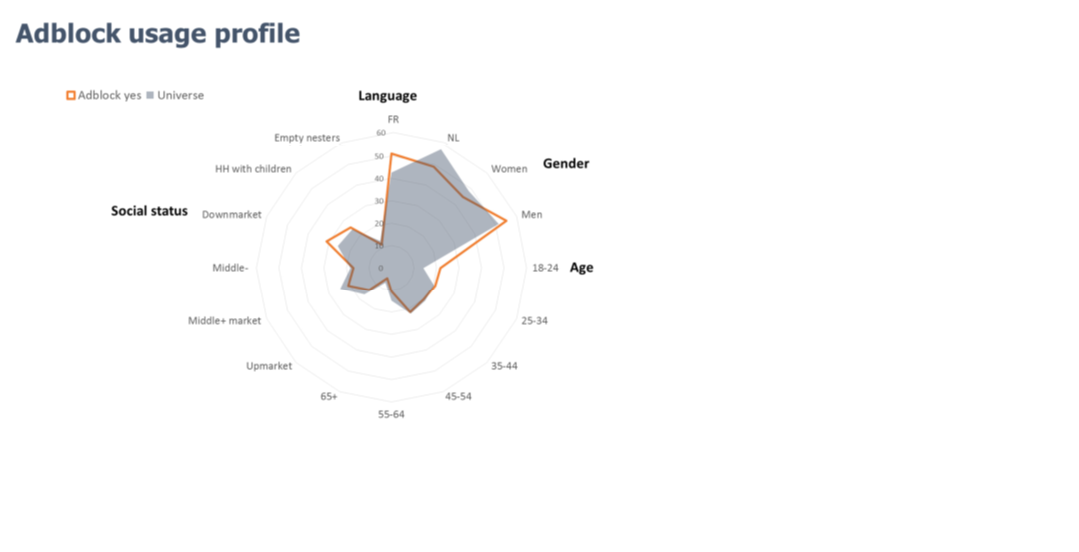 Adblock usage profile
Adblock yes Universe
Language
FR
NL
Women
Gender
Men
18-24
Age
25-34
35-44
45-54
55-64
65+
Upmarket
Middle+ market
Middle-
Downmarket
Social status
HH with children
Empty nesters
60
50
40
30
20
10
0